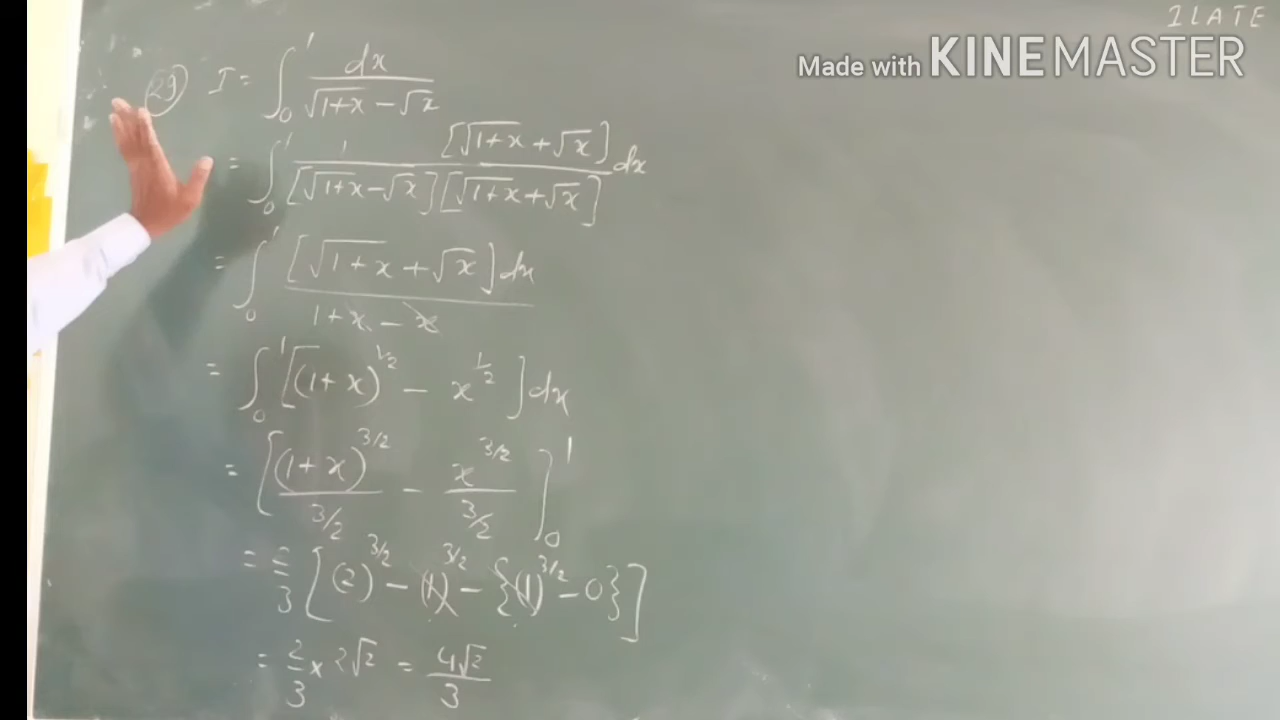 ILATE
Made with KINEMASTER
29 I = ∫₀¹ dx / (√1+x − √x)
= ∫₀¹ 1 [√1+x + √x] / [√1+x − √x] [√1+x + √x] dx
= ∫₀¹ [√1+x + √x] dx / 1+x − x
= ∫₀¹ [(1+x)^1/2 − x^1/2] dx
= [(1+x)^3/2 / 3/2 − x^3/2 / 3/2]₀¹
= 2/3 [(2)^3/2 − (1)^3/2 − {(1)^3/2 − 0}]
= 2/3 × 2√2 = 4√2/3